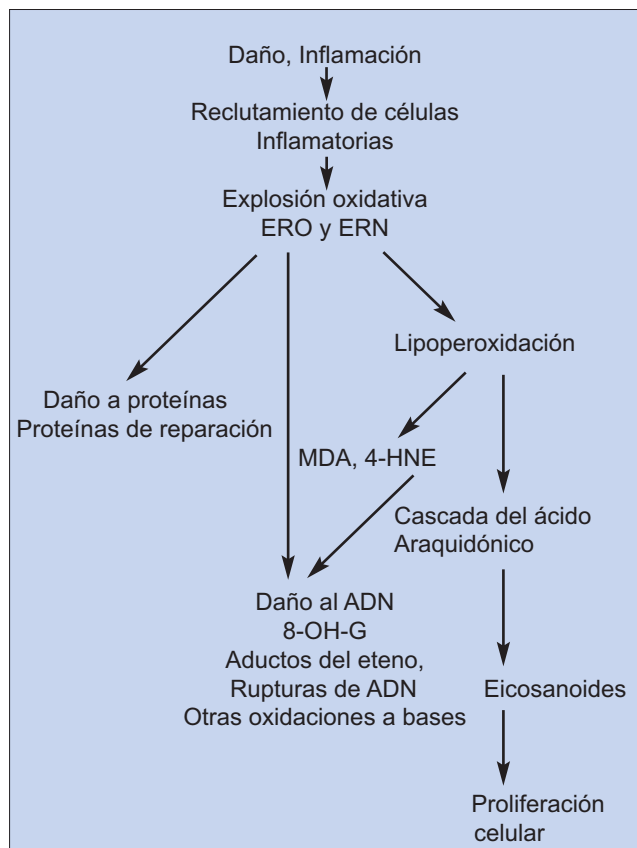 Daño, Inflamación
Reclutamiento de células
Inflamatorias
Explosión oxidativa
ERO y ERN
Lipoperoxidación
Daño a proteínas
Proteínas de reparación
MDA, 4-HNE
Cascada del ácido
Araquidónico
Daño al ADN
8-OH-G
Aductos del eteno,
Rupturas de ADN
Otras oxidaciones a bases
Eicosanoides
Proliferación
celular